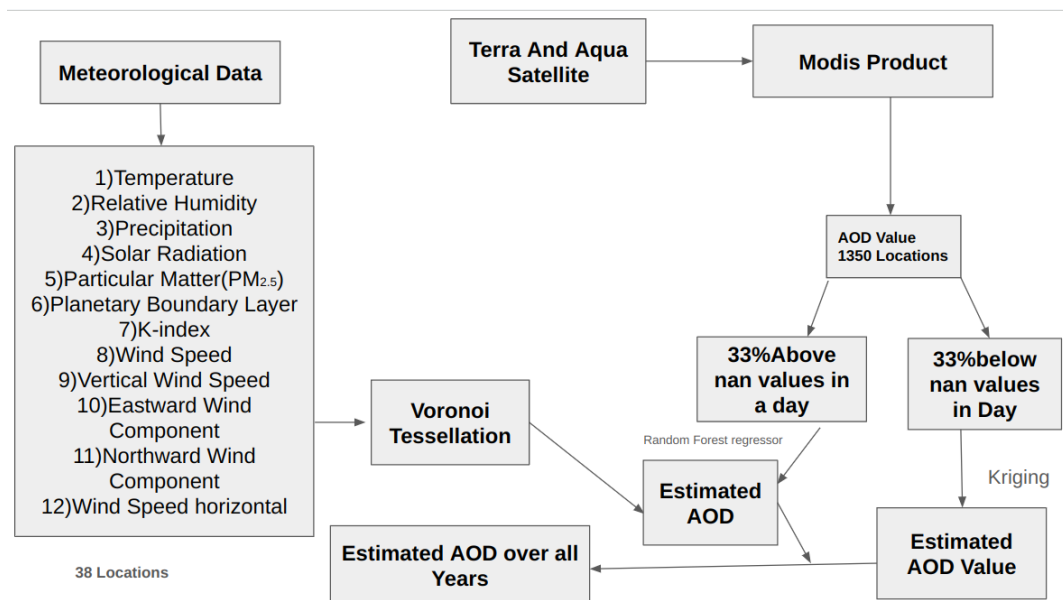 Meteorological Data
Terra And Aqua
Satellite
Modis Product
1)Temperature
2)Relative Humidity
3)Precipitation
4)Solar Radiation
5)Particular Matter(PM2.5)
6)Planetary Boundary Layer
7)K-index
8)Wind Speed
9)Vertical Wind Speed
10)Eastward Wind
Component
11)Northward Wind
Component
12)Wind Speed horizontal
38 Locations
AOD Value
1350 Locations
33%Above
nan values in
a day
33%below
nan values
in Day
Voronoi
Tessellation
Random Forest regressor
Kriging
Estimated
AOD
Estimated
AOD Value
Estimated AOD over all
Years